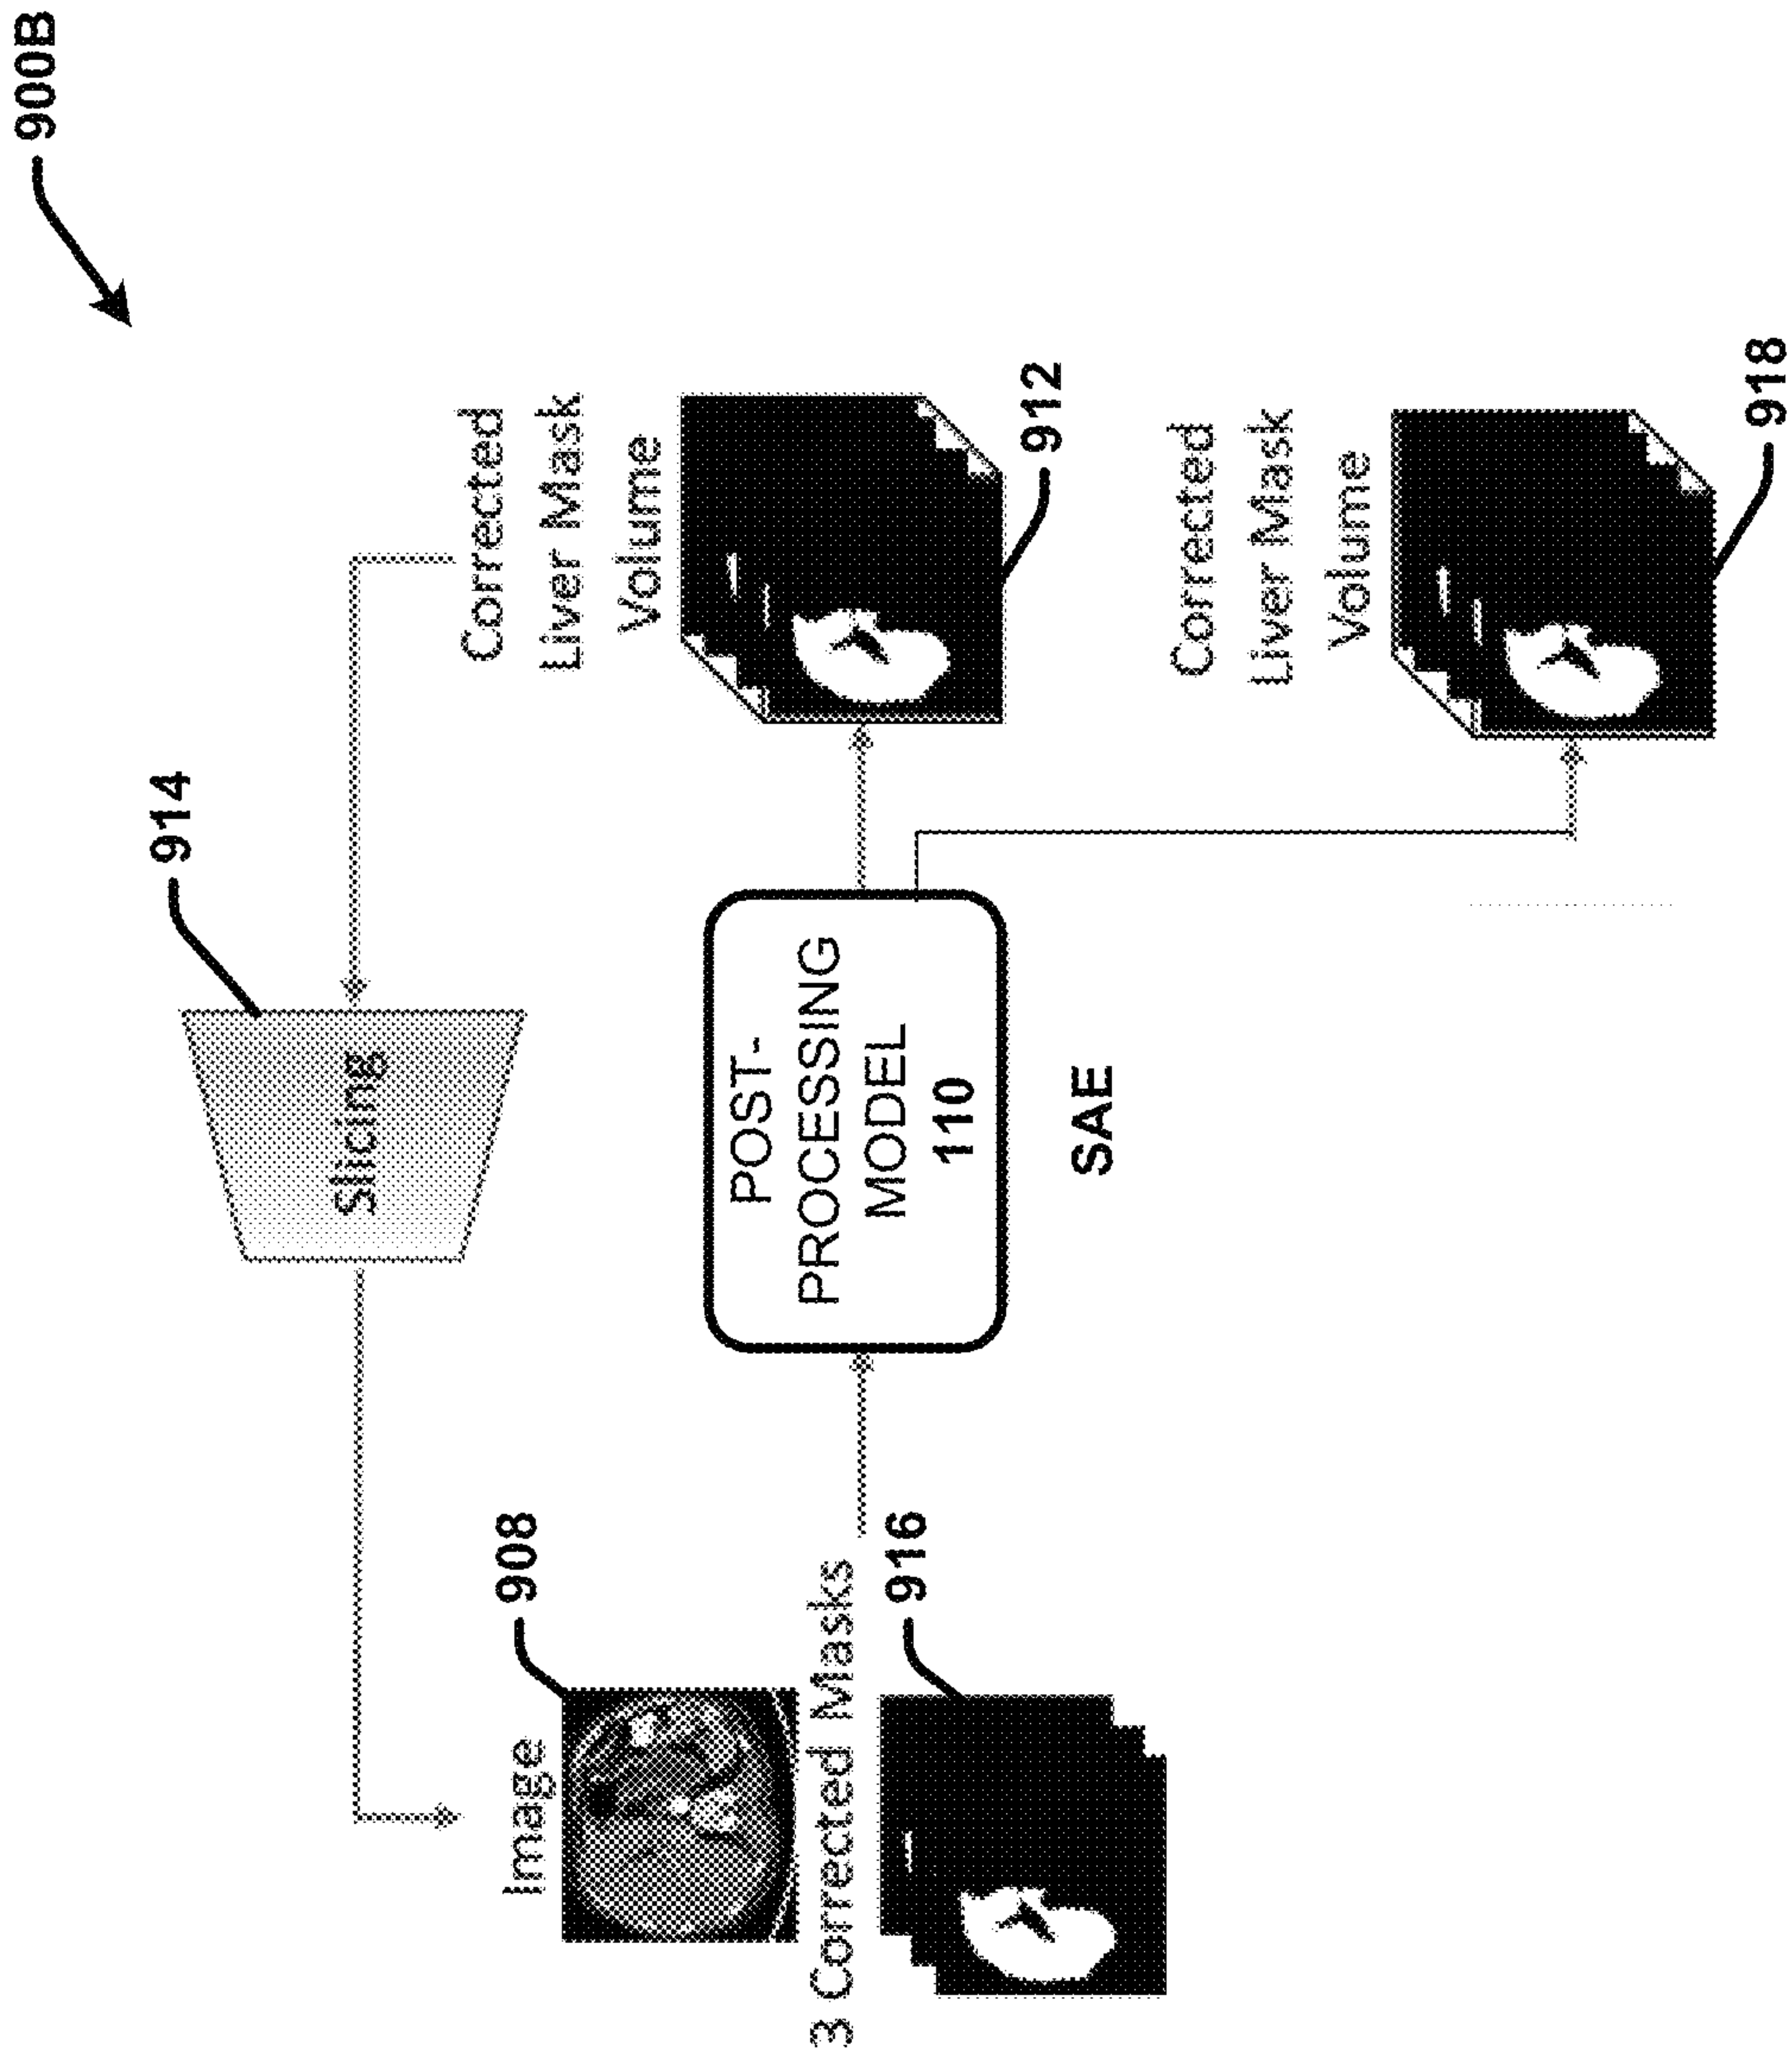 900B
914
Slicing
Corrected
Liver Mask
Volume
912
Image
908
3 Corrected Masks
916
POST-
PROCESSING
MODEL
110
SAE
Corrected
Liver Mask
Volume
918